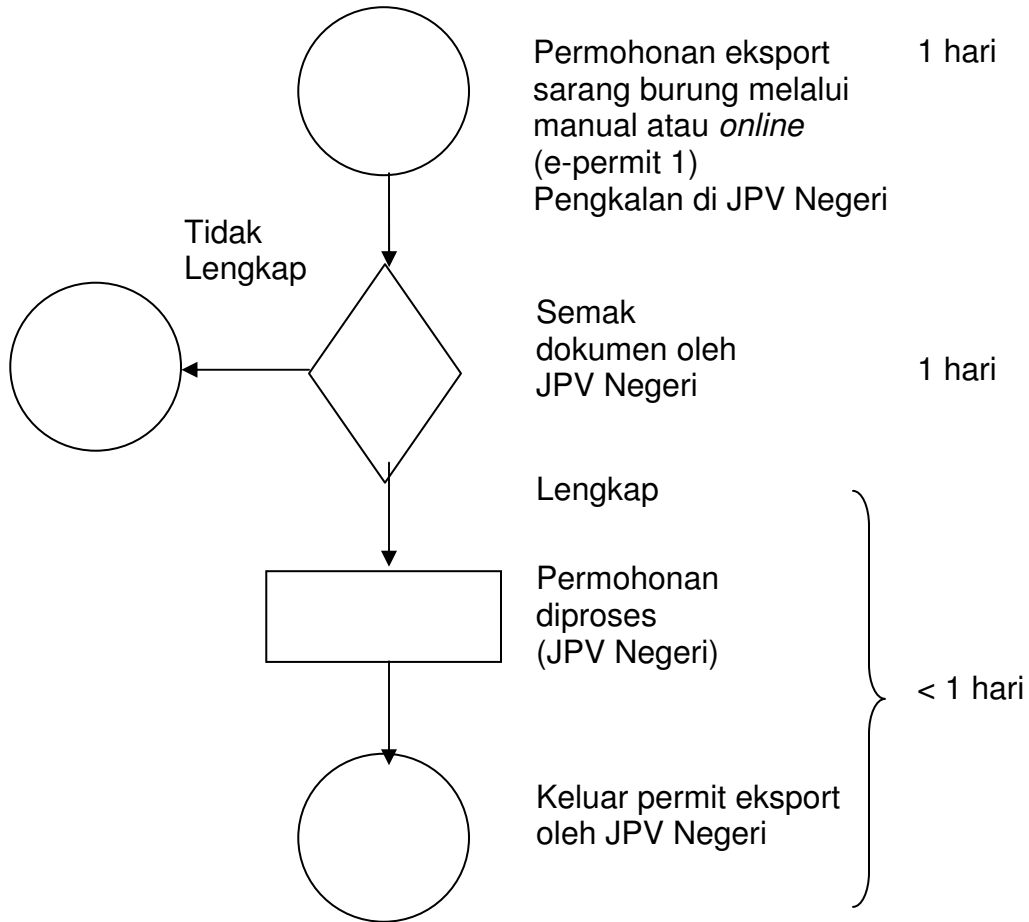 Permohonan eksport
sarang burung melalui
manual atau online
(e-permit 1)
Pengkalan di JPV Negeri
1 hari
Tidak
Lengkap
Semak
dokumen oleh
JPV Negeri
1 hari
Lengkap
Permohonan
diproses
(JPV Negeri)
< 1 hari
Keluar permit eksport
oleh JPV Negeri